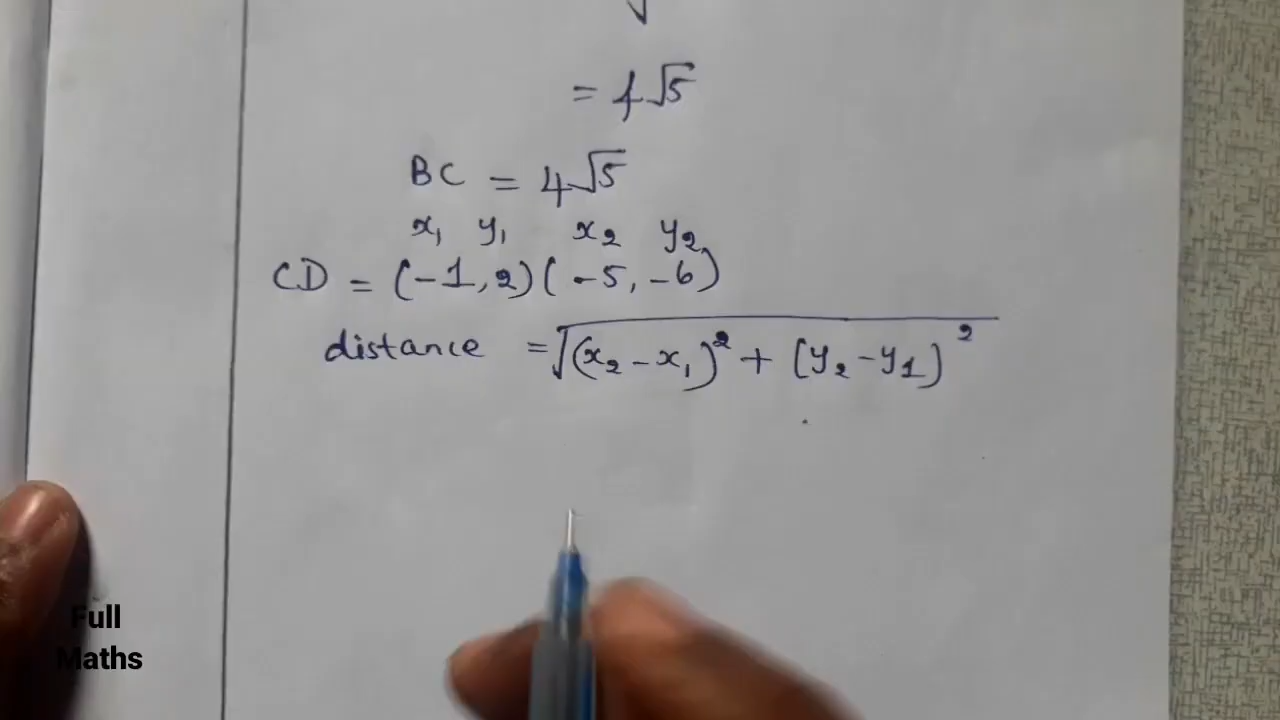 = 4√5
BC = 4√5
x₁ y₁ x₂ y₂
CD = (-1, 2) (-5, -6)
distance = √(x₂ - x₁)² + (y₂ - y₁)²
Full
Maths